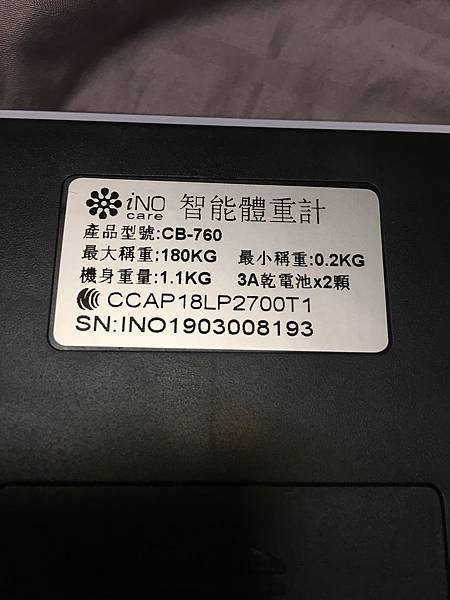 iNO care 智能體重計
產品型號:CB-760
最大稱重:180KG 最小稱重:0.2KG
機身重量:1.1KG 3A乾電池x2顆
CCAP18LP2700T1
SN:INO1903008193